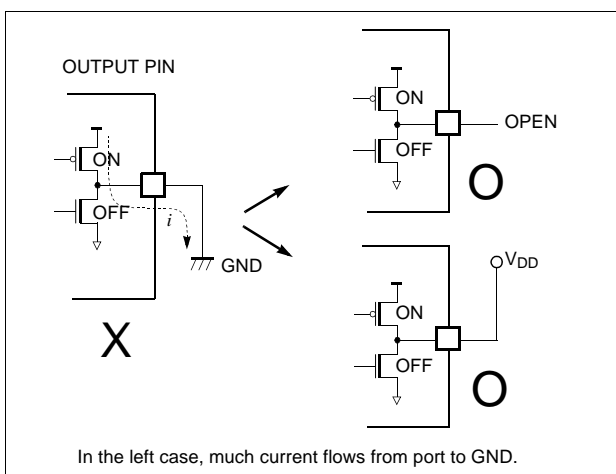 OUTPUT PIN
ON
OFF
i
GND
X
ON
OFF
OPEN
O
VDD
ON
OFF
O
In the left case, much current flows from port to GND.